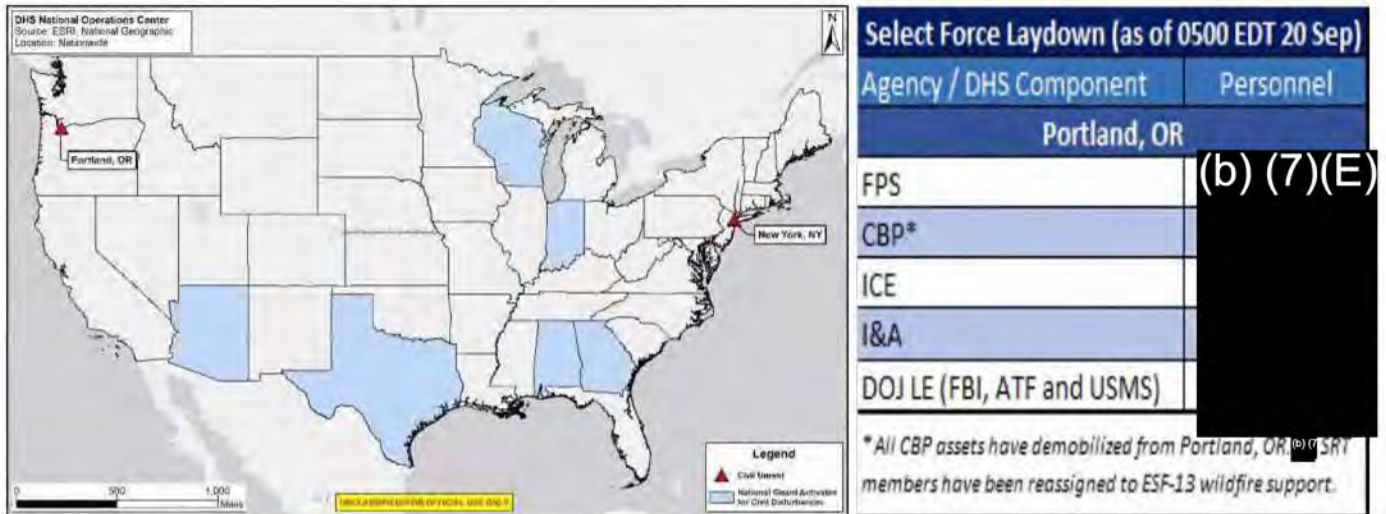 DHS National Operations Center
Source: ESRI, National Geographic
Location: Nationwide
N
Portland, OR
New York, NY
Legend
Civil Unrest
National Guard Activated
for Civil Disturbances
0 500 1,000
Miles
UNCLASSIFIED//FOR OFFICIAL USE ONLY
Select Force Laydown (as of 0500 EDT 20 Sep)
Agency / DHS Component Personnel
Portland, OR
(b) (7)(E)
FPS
CBP*
ICE
I&A
DOJ LE (FBI, ATF and USMS)
*All CBP assets have demobilized from Portland, OR. (b) (7 SRT
members have been reassigned to ESF-13 wildfire support.